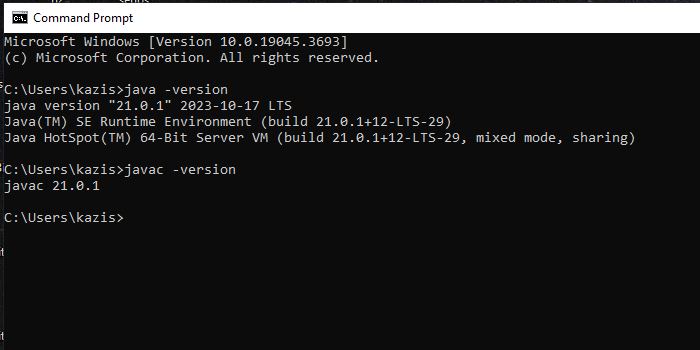 Command Prompt
Microsoft Windows [Version 10.0.19045.3693]
(c) Microsoft Corporation. All rights reserved.
C:\Users\kazis>java -version
java version "21.0.1" 2023-10-17 LTS
Java(TM) SE Runtime Environment (build 21.0.1+12-LTS-29)
Java HotSpot(TM) 64-Bit Server VM (build 21.0.1+12-LTS-29, mixed mode, sharing)
C:\Users\kazis>javac -version
javac 21.0.1
C:\Users\kazis>